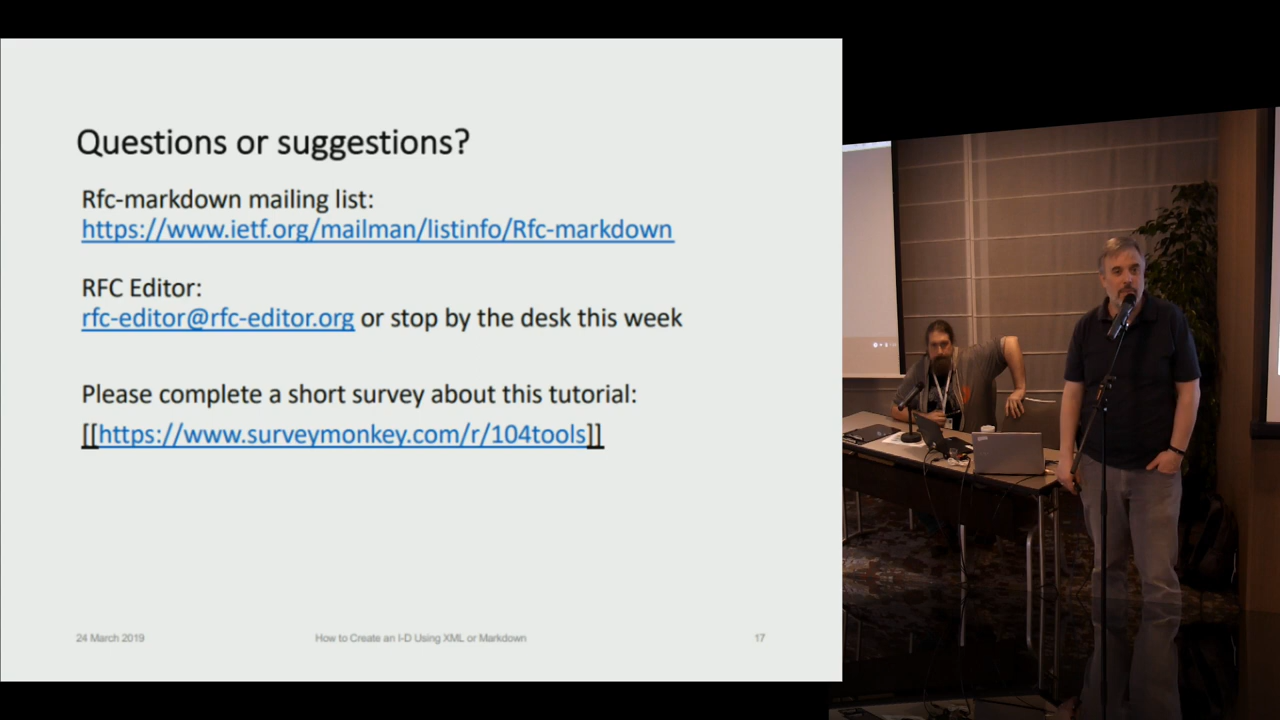 Questions or suggestions?
Rfc-markdown mailing list:
https://www.ietf.org/mailman/listinfo/Rfc-markdown
RFC Editor:
rfc-editor@rfc-editor.org or stop by the desk this week
Please complete a short survey about this tutorial:
[[https://www.surveymonkey.com/r/104tools]]
24 March 2019
How to Create an I-D Using XML or Markdown
17